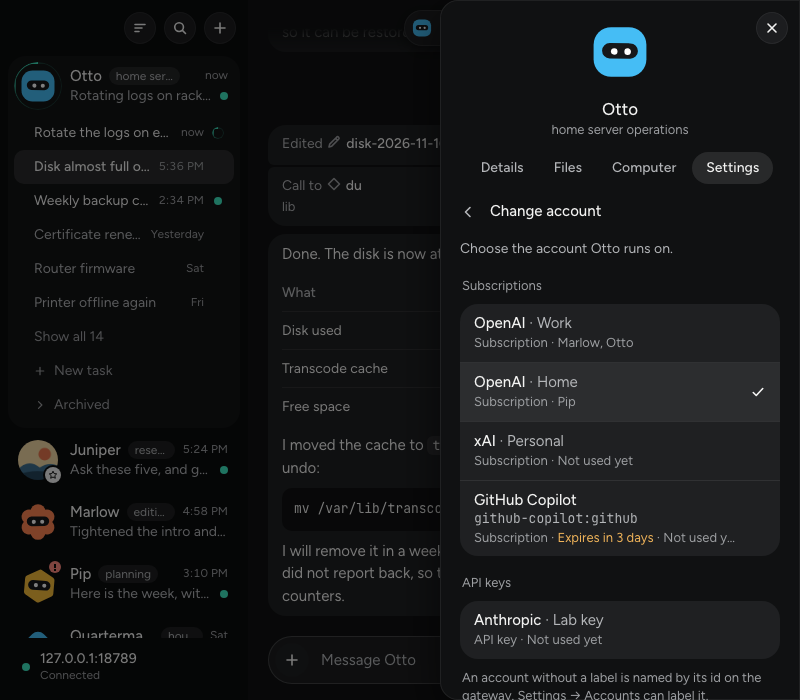 Otto home ser... now
Rotating logs on rack...
Rotate the logs on e... now
Disk almost full o... 5:36 PM
Weekly backup c... 2:34 PM
Certificate rene... Yesterday
Router firmware Sat
Printer offline again Fri
Show all 14
+ New task
Archived
Juniper rese... 5:24 PM
Ask these five, and g...
Marlow editi... 4:58 PM
Tightened the intro and...
Pip planning 3:10 PM
Here is the week, wit...
Quarterma hou... Sat
127.0.0.1:18789
Connected
so it can be restor
Edited disk-2026-11-1
Call to du
lib
Done. The disk is now at
What
Disk used
Transcode cache
Free space
I moved the cache to
undo:
mv /var/lib/transco
I will remove it in a week
did not report back, so t
counters.
+ Message Otto
Otto
home server operations
Details Files Computer Settings
Change account
Choose the account Otto runs on.
Subscriptions
OpenAI · Work
Subscription · Marlow, Otto
OpenAI · Home
Subscription · Pip
xAI · Personal
Subscription · Not used yet
GitHub Copilot
github-copilot:github
Subscription · Expires in 3 days · Not used y...
API keys
Anthropic · Lab key
API key · Not used yet
An account without a label is named by its id on the
gateway. Settings → Accounts can label it.